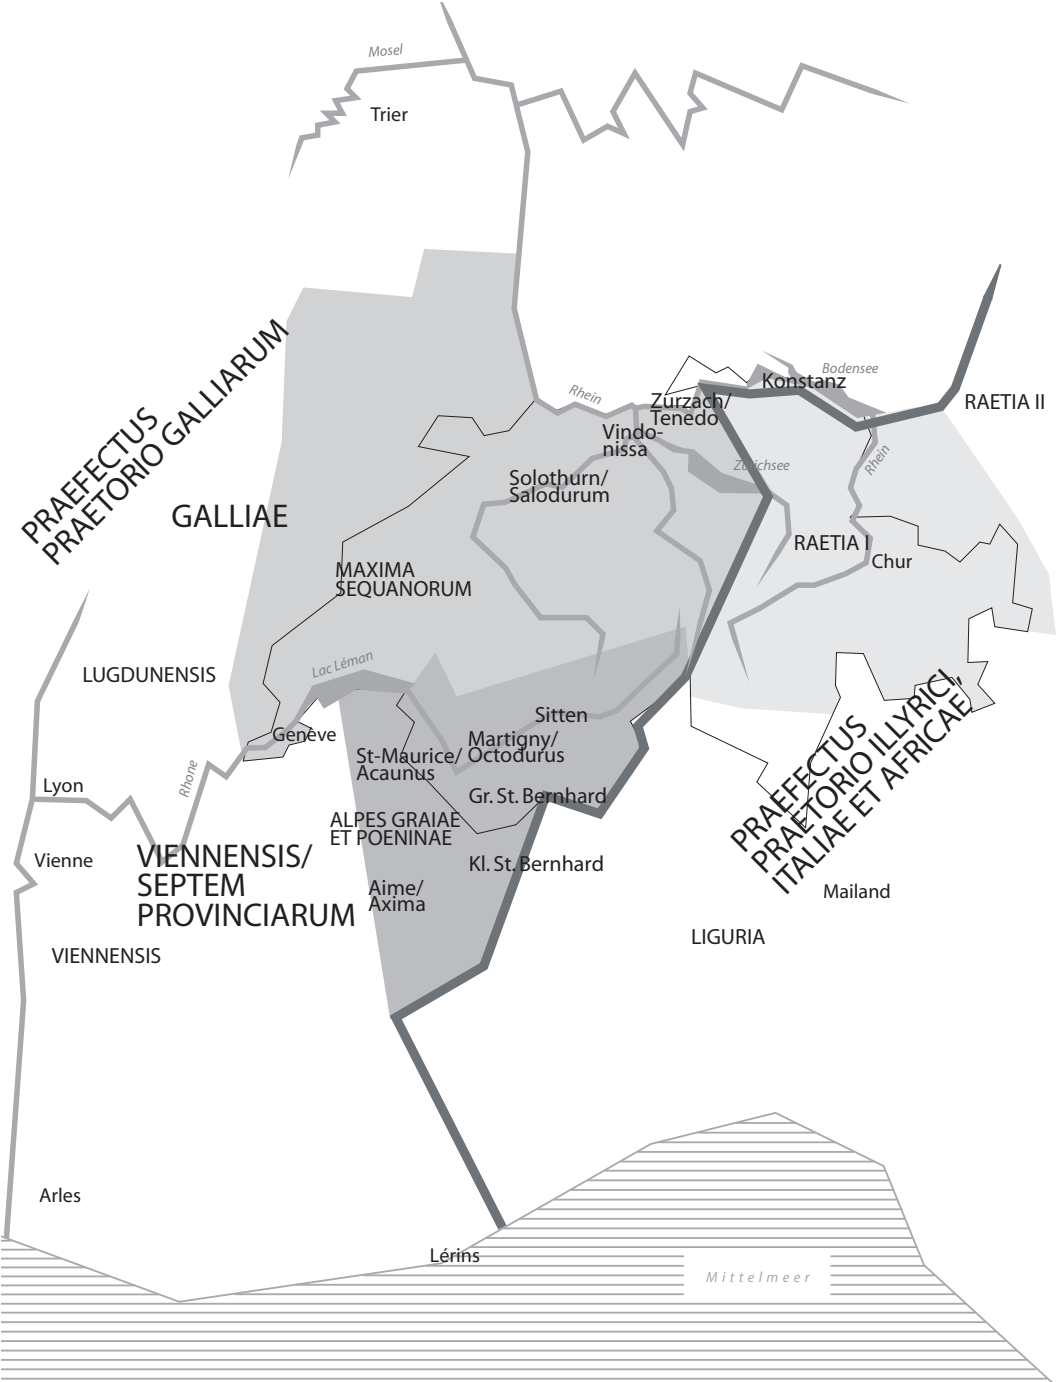 Mosel
Trier
Bodensee
Konstanz
Rhein
Zurzach/
Tenedo
RAETIA II
PRAEFECTUS
PRAETORIO GALLIARUM
Vindo-
nissa
Zürichsee
Rhein
Solothurn/
Salodurum
GALLIAE
RAETIA I
Chur
MAXIMA
SEQUANORUM
Lac Léman
LUGDUNENSIS
Sitten
Genève
Martigny/
Octodurus
St-Maurice/
Acaunus
PRAEFECTUS
PRAETORIO ILLYRICI,
ITALIAE ET AFRICAE
Rhone
Lyon
Gr. St. Bernhard
ALPES GRAIAE
ET POENINAE
Vienne
VIENNENSIS/
SEPTEM
PROVINCIARUM
Kl. St. Bernhard
Aime/
Axima
Mailand
LIGURIA
VIENNENSIS
Arles
Lérins
Mittelmeer